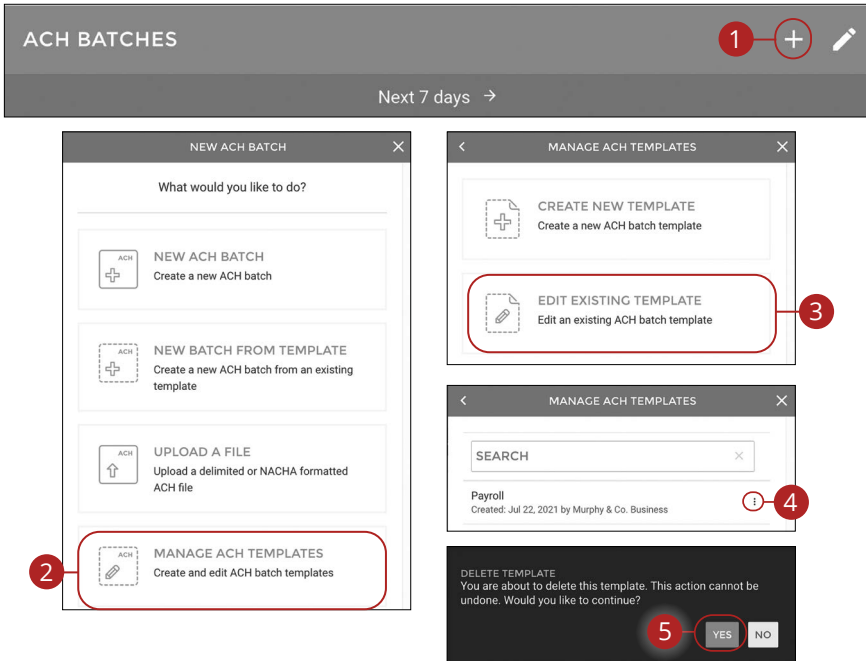 ACH BATCHES
1
Next 7 days →
NEW ACH BATCH
What would you like to do?
ACH
NEW ACH BATCH
Create a new ACH batch
ACH
NEW BATCH FROM TEMPLATE
Create a new ACH batch from an existing
template
ACH
UPLOAD A FILE
Upload a delimited or NACHA formatted
ACH file
2
ACH
MANAGE ACH TEMPLATES
Create and edit ACH batch templates
MANAGE ACH TEMPLATES
CREATE NEW TEMPLATE
Create a new ACH batch template
EDIT EXISTING TEMPLATE
Edit an existing ACH batch template
3
MANAGE ACH TEMPLATES
SEARCH
Payroll
Created: Jul 22, 2021 by Murphy & Co. Business
4
DELETE TEMPLATE
You are about to delete this template. This action cannot be
undone. Would you like to continue?
5
YES NO